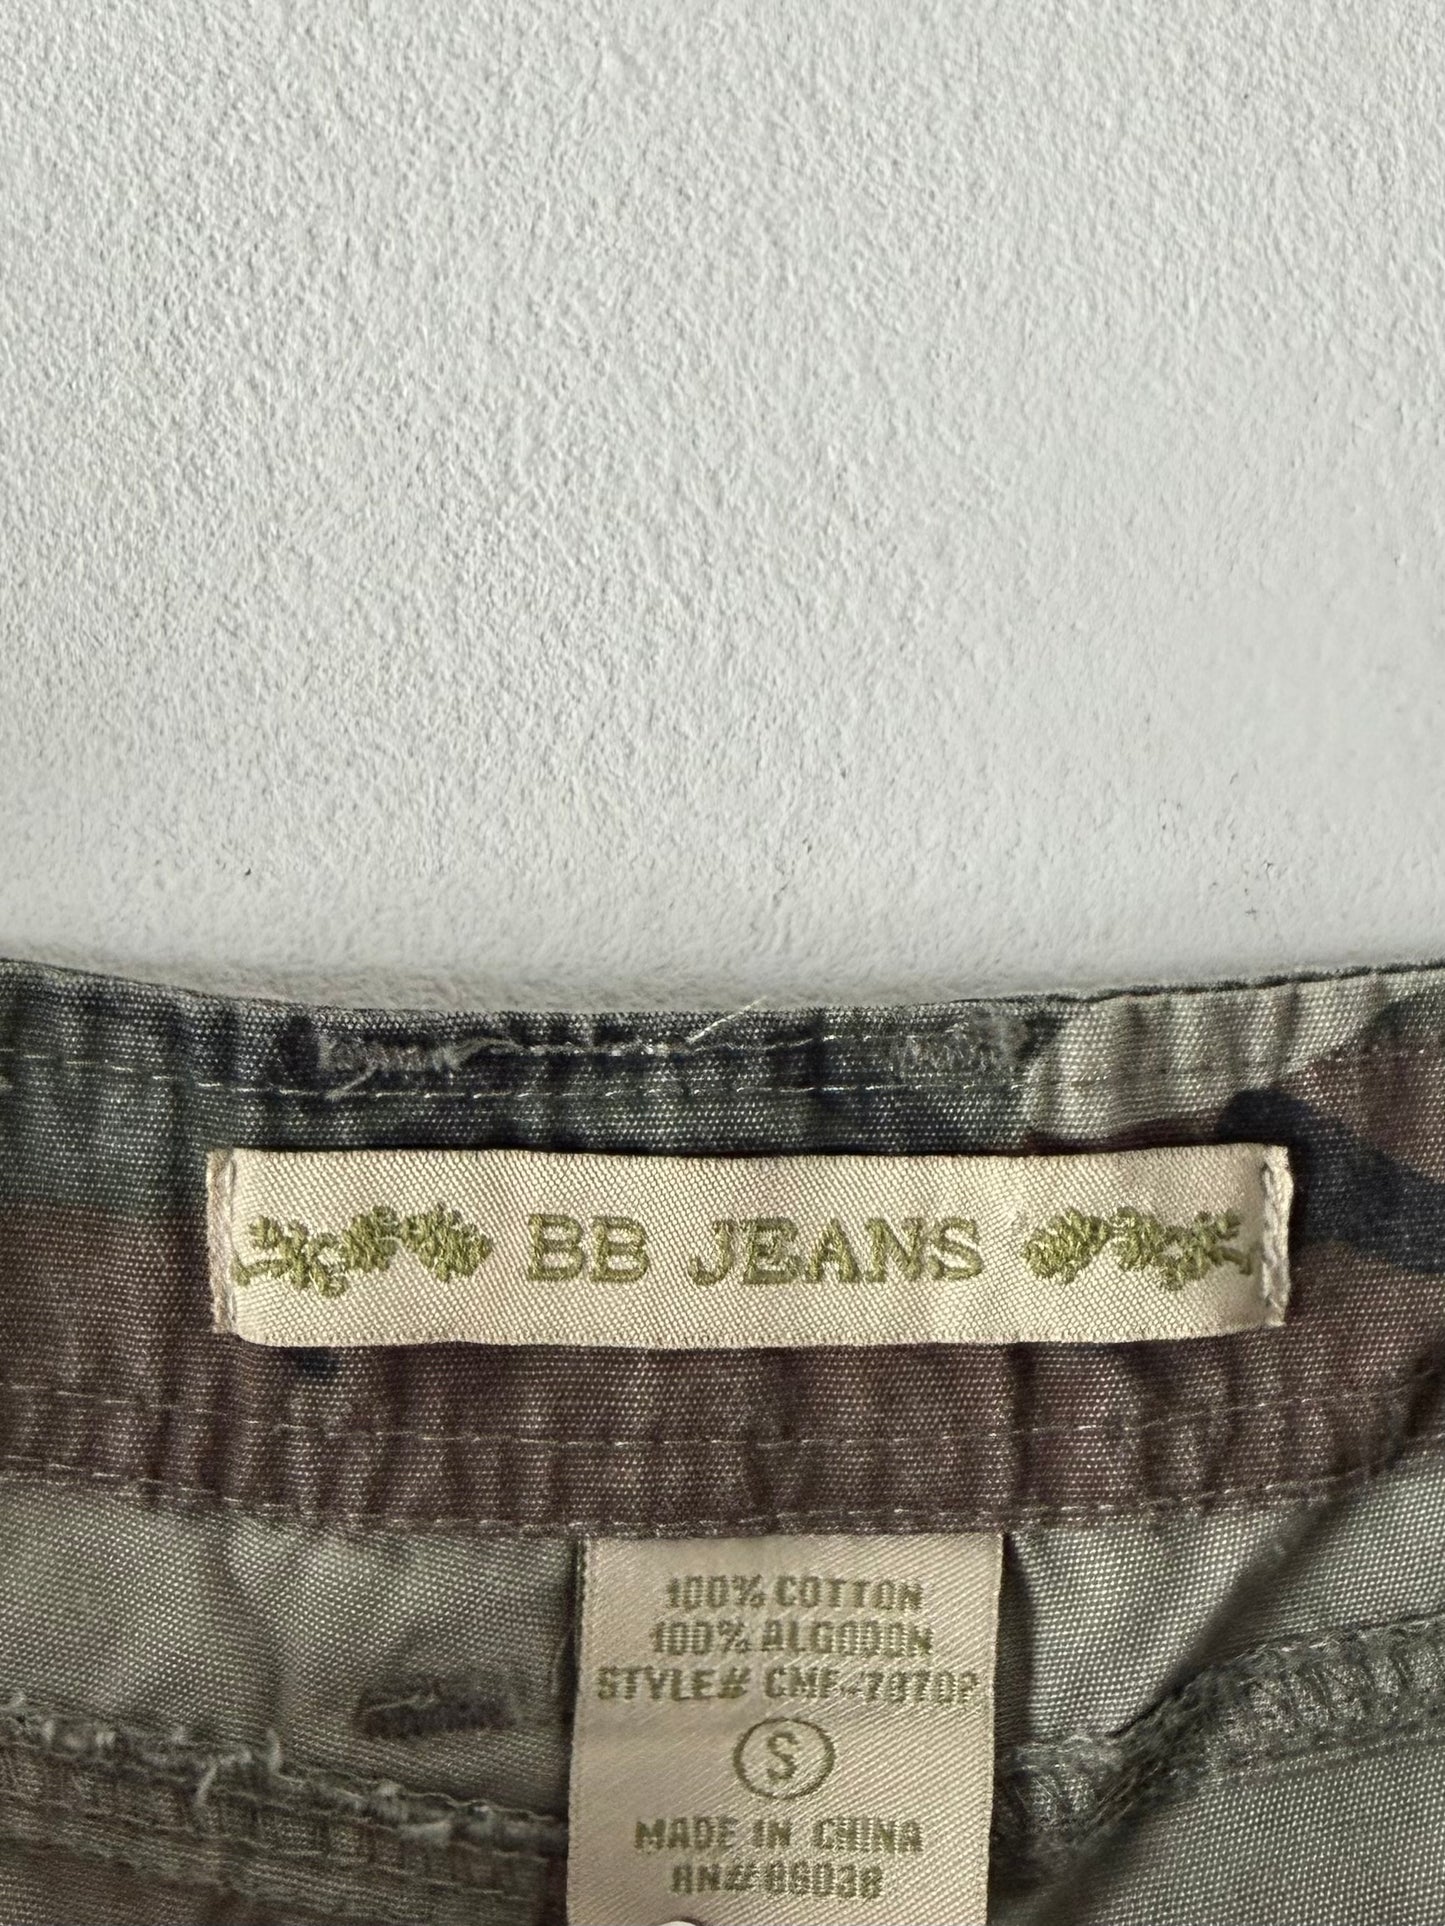 BB JEANS
100% COTTON
100% ALGODON
STYLE# CMF-7870P
S
MADE IN CHINA
RN# 86038